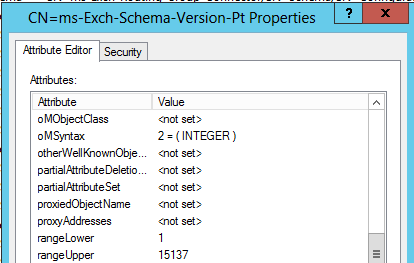 CN=ms-Exch-Schema-Version-Pt Properties
? x
Attribute Editor Security
Attributes:
Attribute Value
oMObjectClass <not set>
oMSyntax 2 = ( INTEGER )
otherWellKnownObje... <not set>
partialAttributeDeletio... <not set>
partialAttributeSet <not set>
proxiedObjectName <not set>
proxyAddresses <not set>
rangeLower 1
rangeUpper 15137